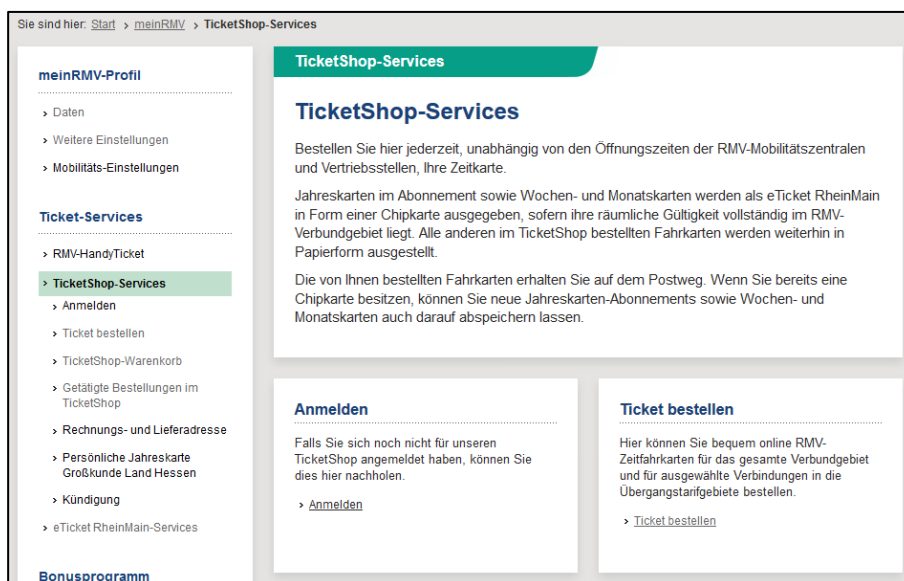 Sie sind hier: Start › meinRMV › TicketShop-Services
meinRMV-Profil
› Daten
› Weitere Einstellungen
› Mobilitäts-Einstellungen
Ticket-Services
› RMV-HandyTicket
› TicketShop-Services
› Anmelden
› Ticket bestellen
› TicketShop-Warenkorb
› Getätigte Bestellungen im
TicketShop
› Rechnungs- und Lieferadresse
› Persönliche Jahreskarte
Großkunde Land Hessen
› Kündigung
› eTicket RheinMain-Services
Bonusprogramm
TicketShop-Services
TicketShop-Services
Bestellen Sie hier jederzeit, unabhängig von den Öffnungszeiten der RMV-Mobilitätszentralen
und Vertriebsstellen, Ihre Zeitkarte.
Jahreskarten im Abonnement sowie Wochen- und Monatskarten werden als eTicket RheinMain
in Form einer Chipkarte ausgegeben, sofern ihre räumliche Gültigkeit vollständig im RMV-
Verbundgebiet liegt. Alle anderen im TicketShop bestellten Fahrkarten werden weiterhin in
Papierform ausgestellt.
Die von Ihnen bestellten Fahrkarten erhalten Sie auf dem Postweg. Wenn Sie bereits eine
Chipkarte besitzen, können Sie neue Jahreskarten-Abonnements sowie Wochen- und
Monatskarten auch darauf abspeichern lassen.
Anmelden
Falls Sie sich noch nicht für unseren
TicketShop angemeldet haben, können Sie
dies hier nachholen.
› Anmelden
Ticket bestellen
Hier können Sie bequem online RMV-
Zeitfahrkarten für das gesamte Verbundgebiet
und für ausgewählte Verbindungen in die
Übergangstarifgebiete bestellen.
› Ticket bestellen